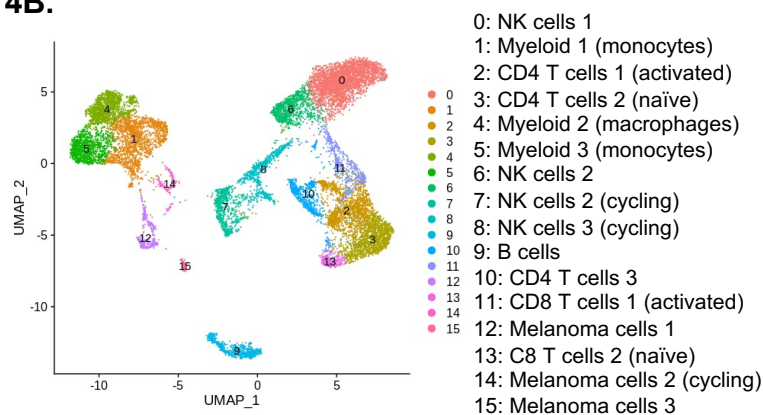 4B.
0: NK cells 1
1: Myeloid 1 (monocytes)
2: CD4 T cells 1 (activated)
3: CD4 T cells 2 (naïve)
4: Myeloid 2 (macrophages)
5: Myeloid 3 (monocytes)
6: NK cells 2
7: NK cells 2 (cycling)
8: NK cells 3 (cycling)
9: B cells
10: CD4 T cells 3
11: CD8 T cells 1 (activated)
12: Melanoma cells 1
13: C8 T cells 2 (naïve)
14: Melanoma cells 2 (cycling)
15: Melanoma cells 3
UMAP_2
5
0
-5
-10
-10
-5
0
5
UMAP_1
0
1
2
3
4
5
6
7
8
9
10
11
12
13
14
15
0
4
6
1
5
8
11
14
10
7
2
12
3
13
15
9